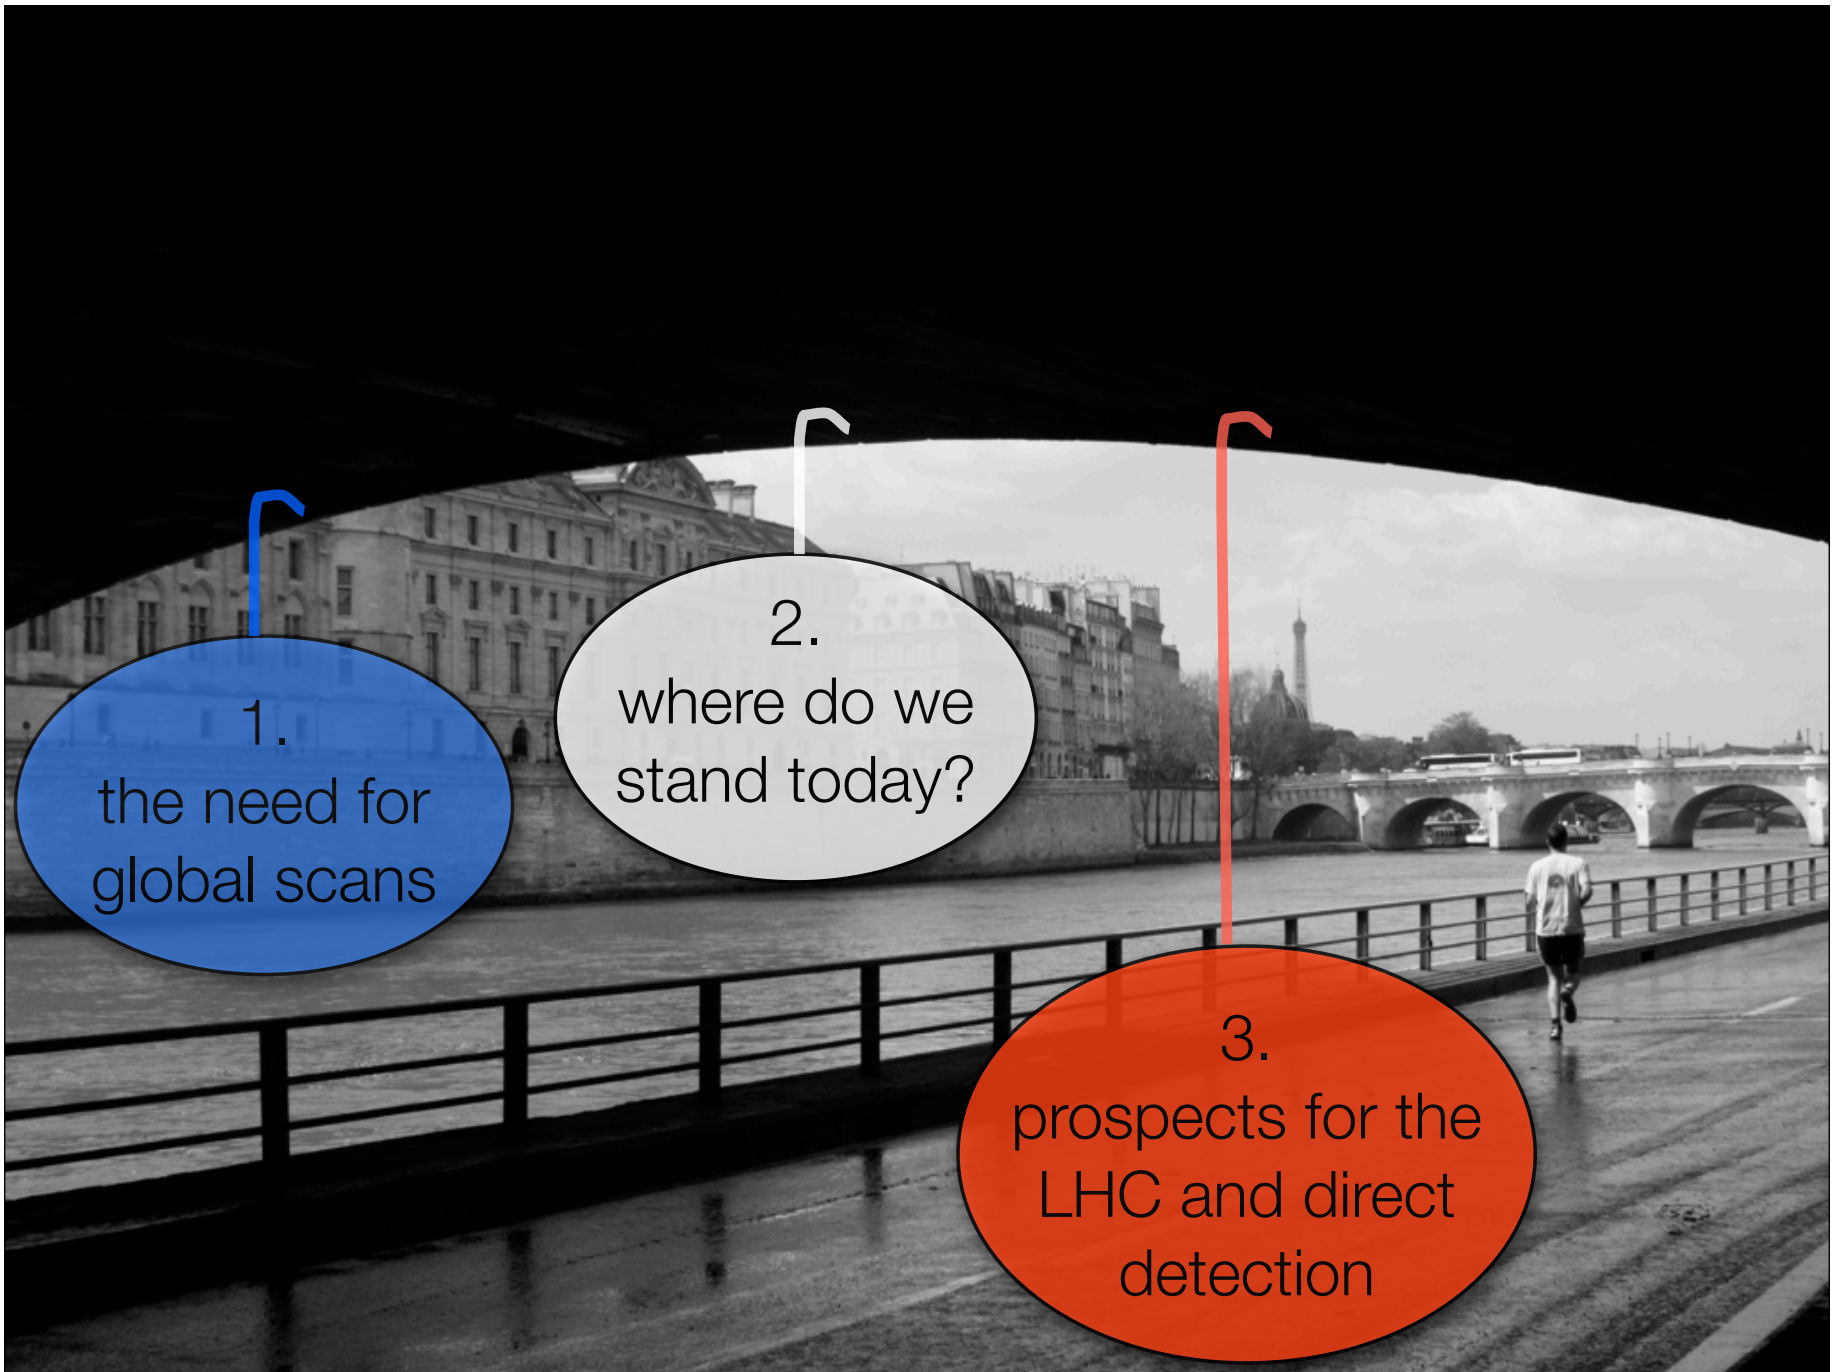 1.
the need for
global scans
2.
where do we
stand today?
3.
prospects for the
LHC and direct
detection